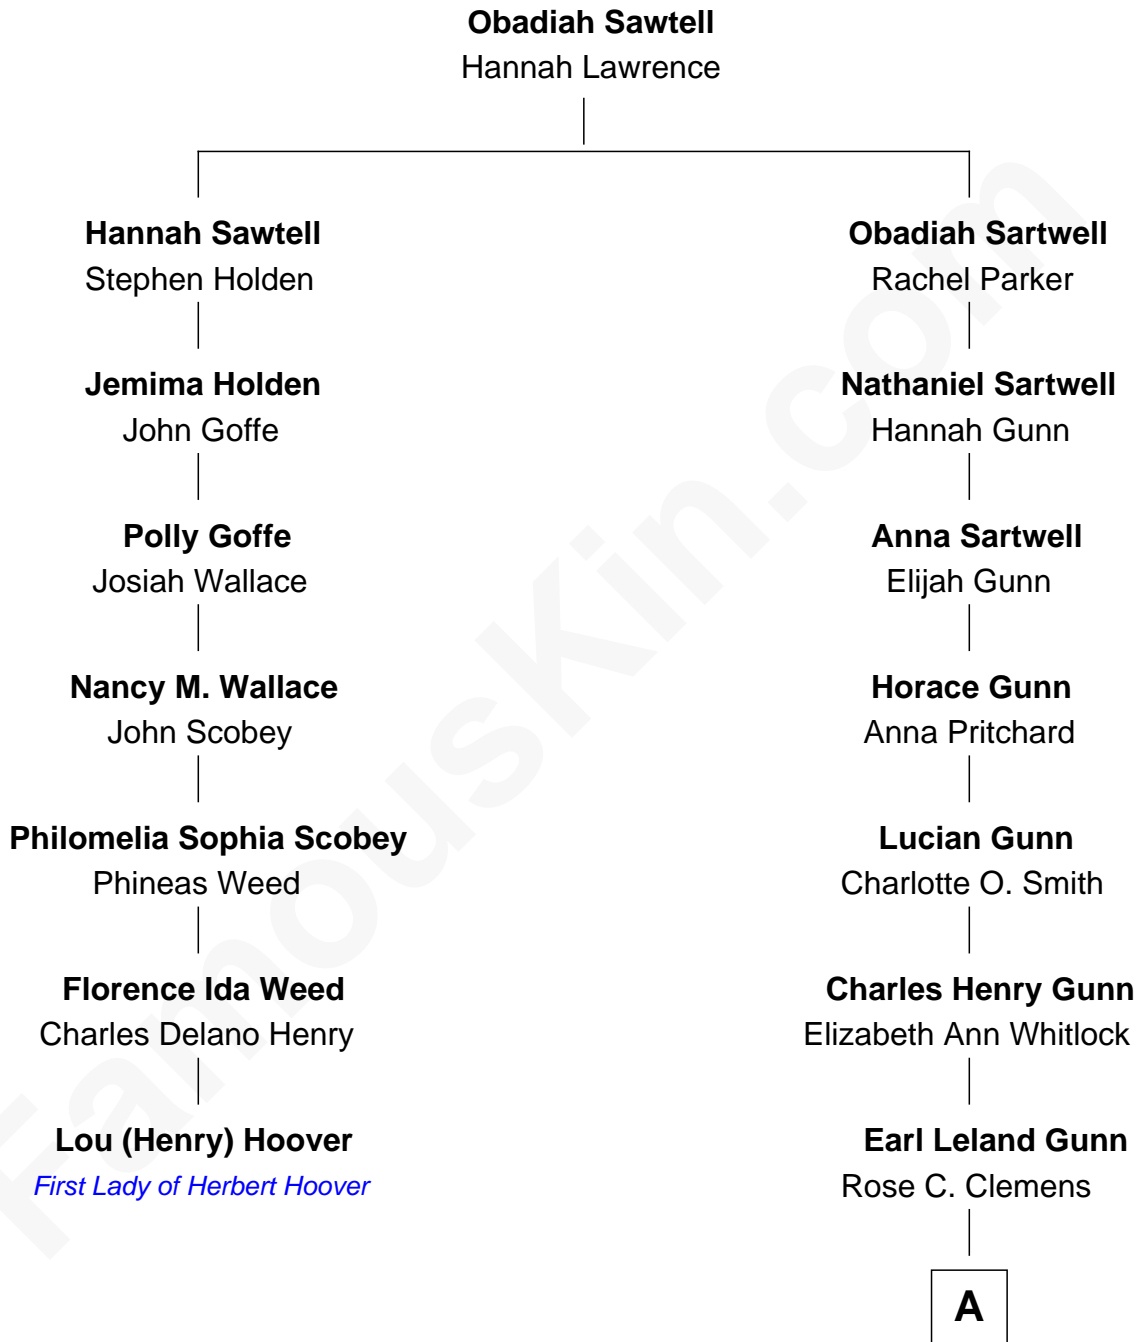 Obadiah Sawtell
Hannah Lawrence
Hannah Sawtell
Stephen Holden
Obadiah Sartwell
Rachel Parker
Jemima Holden
John Goffe
Nathaniel Sartwell
Hannah Gunn
Polly Goffe
Josiah Wallace
Anna Sartwell
Elijah Gunn
Nancy M. Wallace
John Scobey
Horace Gunn
Anna Pritchard
Philomelia Sophia Scobey
Phineas Weed
Lucian Gunn
Charlotte O. Smith
Florence Ida Weed
Charles Delano Henry
Charles Henry Gunn
Elizabeth Ann Whitlock
Lou (Henry) Hoover
First Lady of Herbert Hoover
Earl Leland Gunn
Rose C. Clemens
A
FamousKin.com